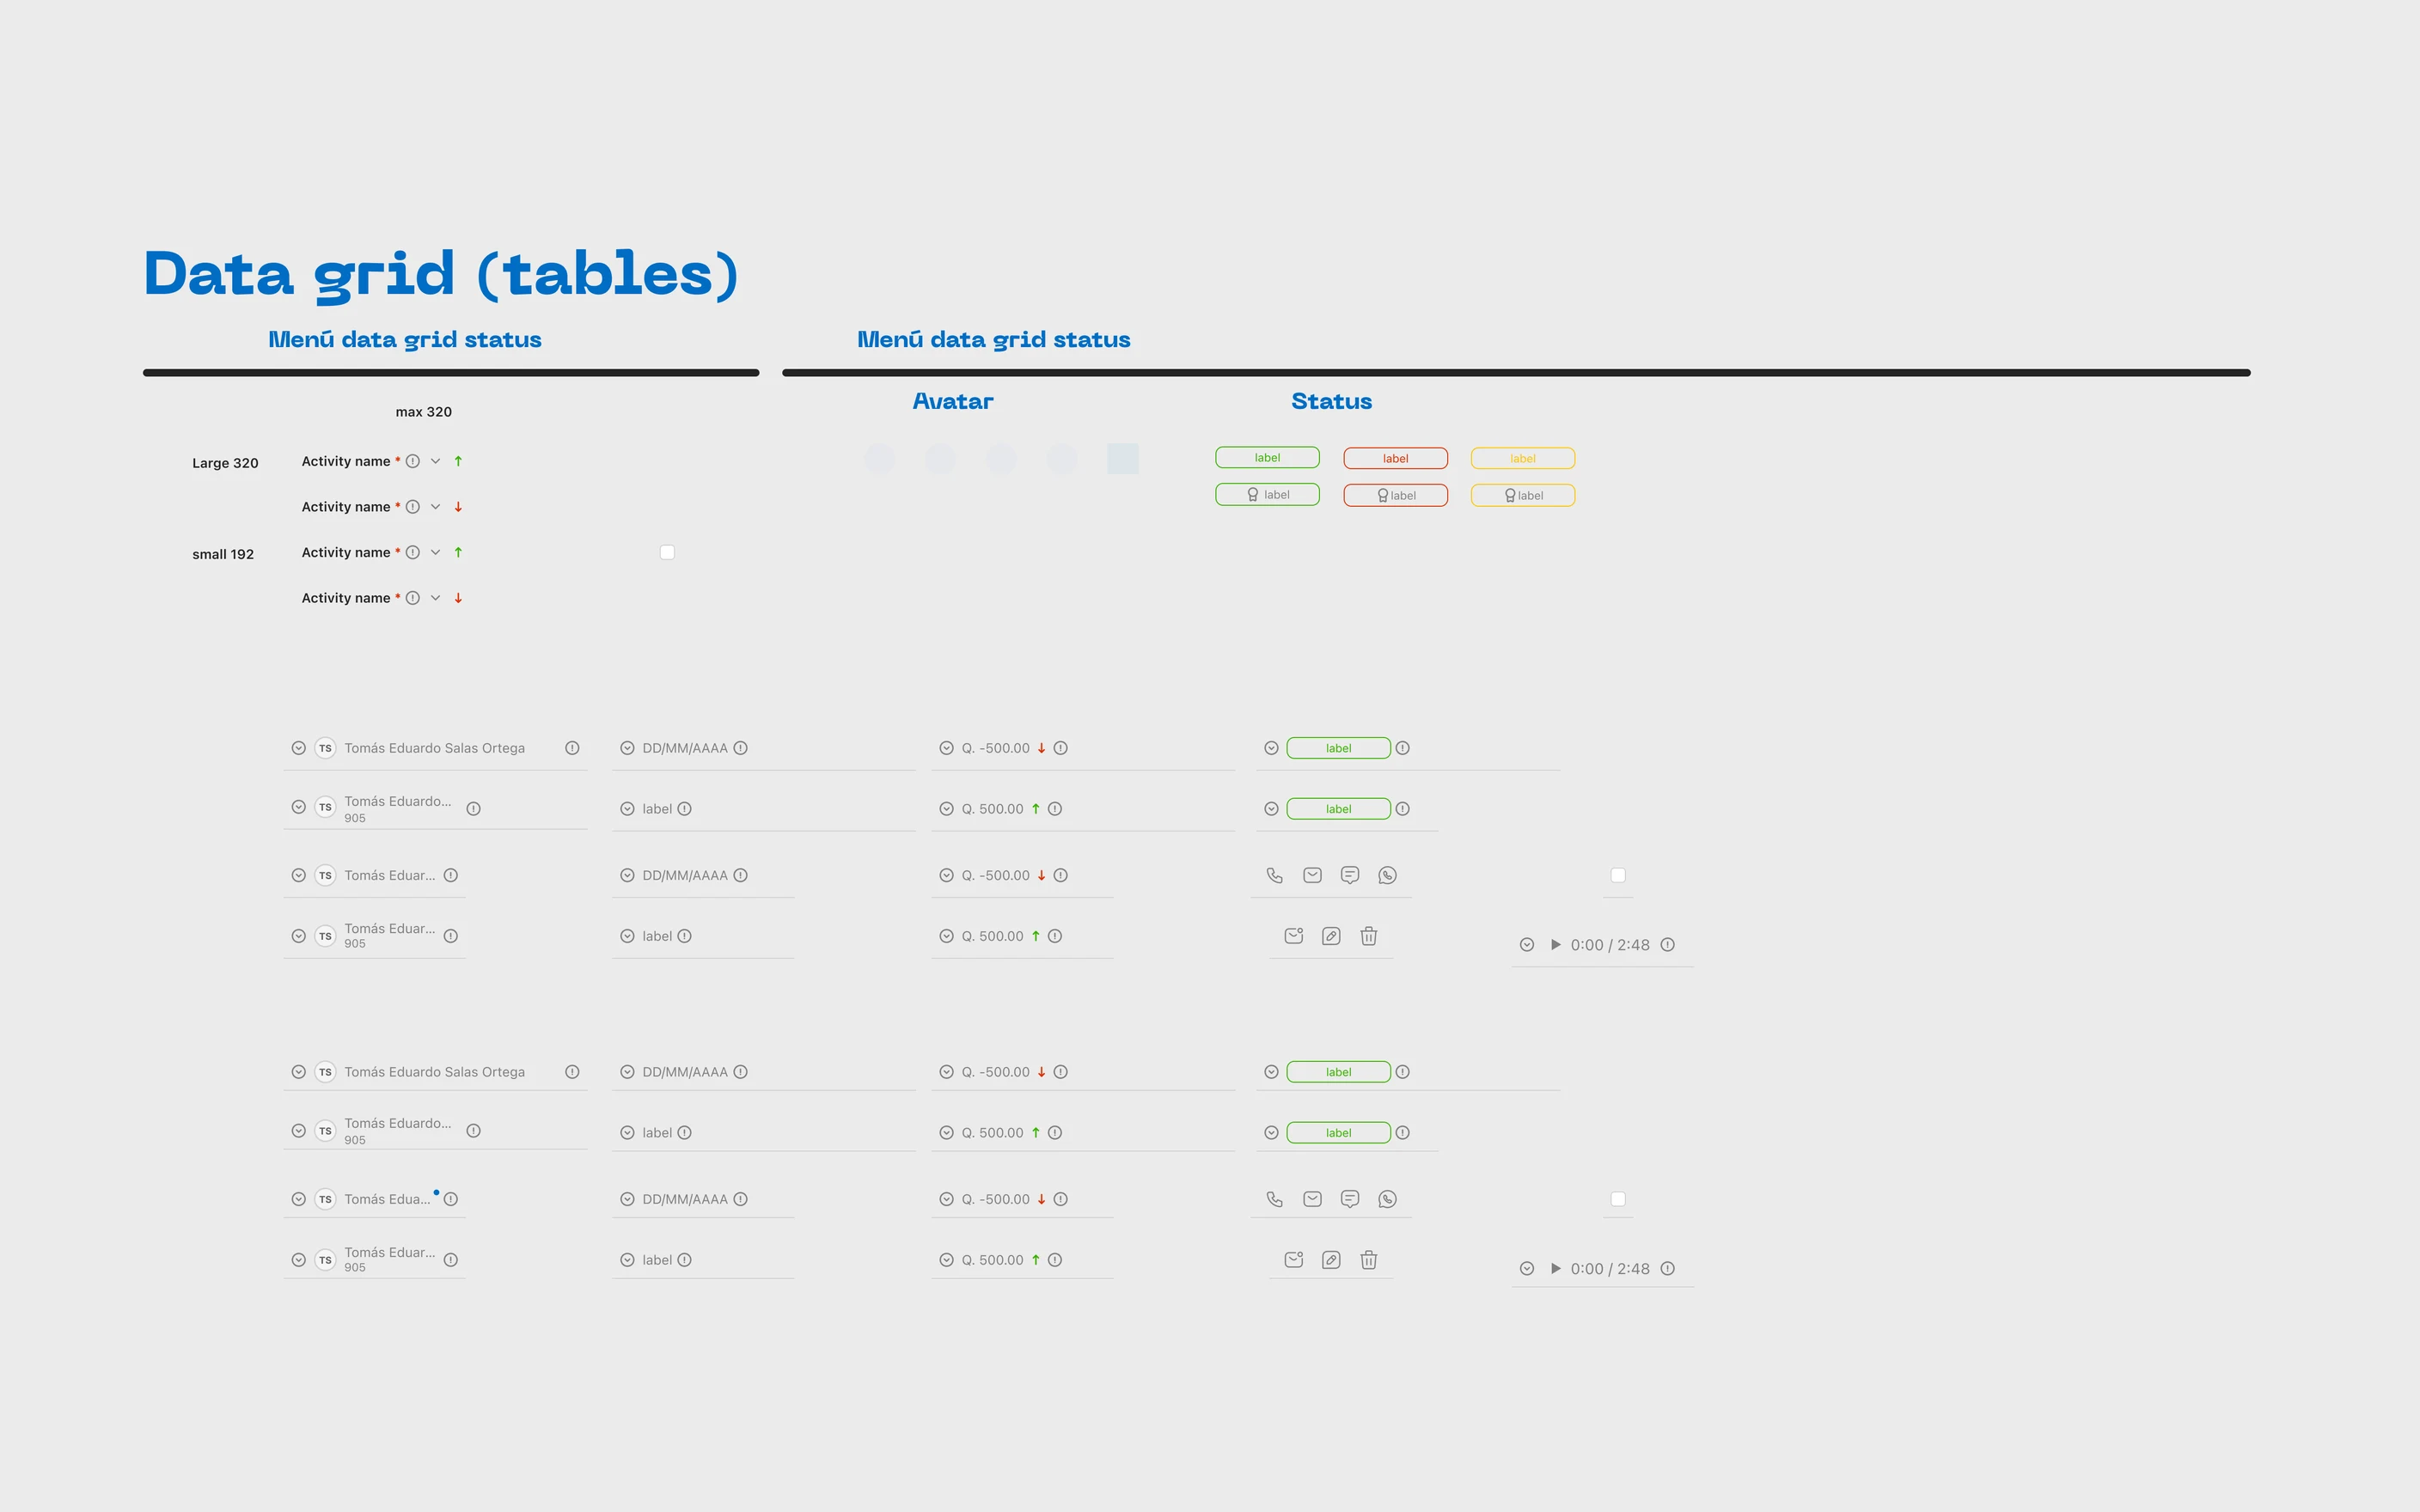 Data grid (tables)
Menú data grid status
Menú data grid status
Avatar
Status
max 320
Large 320
Activity name *
label
label
label
label
label
label
Activity name *
small 192
Activity name *
Activity name *
TS Tomás Eduardo Salas Ortega
DD/MM/AAAA
Q. -500.00
label
TS Tomás Eduardo...
905
label
Q. 500.00
label
TS Tomás Eduar...
DD/MM/AAAA
Q. -500.00
TS Tomás Eduar...
905
label
Q. 500.00
0:00 / 2:48
TS Tomás Eduardo Salas Ortega
DD/MM/AAAA
Q. -500.00
label
TS Tomás Eduardo...
905
label
Q. 500.00
label
TS Tomás Edua...
DD/MM/AAAA
Q. -500.00
TS Tomás Eduar...
905
label
Q. 500.00
0:00 / 2:48